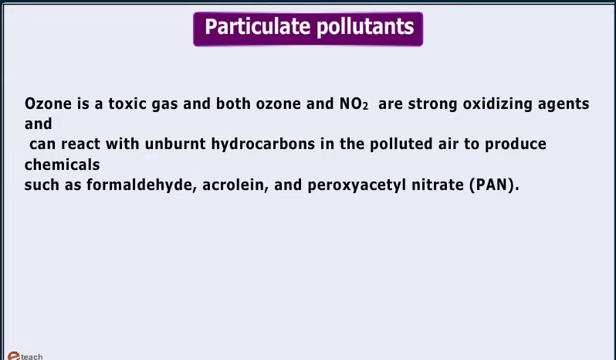 Particulate pollutants
Ozone is a toxic gas and both ozone and NO₂ are strong oxidizing agents
and
can react with unburnt hydrocarbons in the polluted air to produce
chemicals
such as formaldehyde, acrolein, and peroxyacetyl nitrate (PAN).
e teach